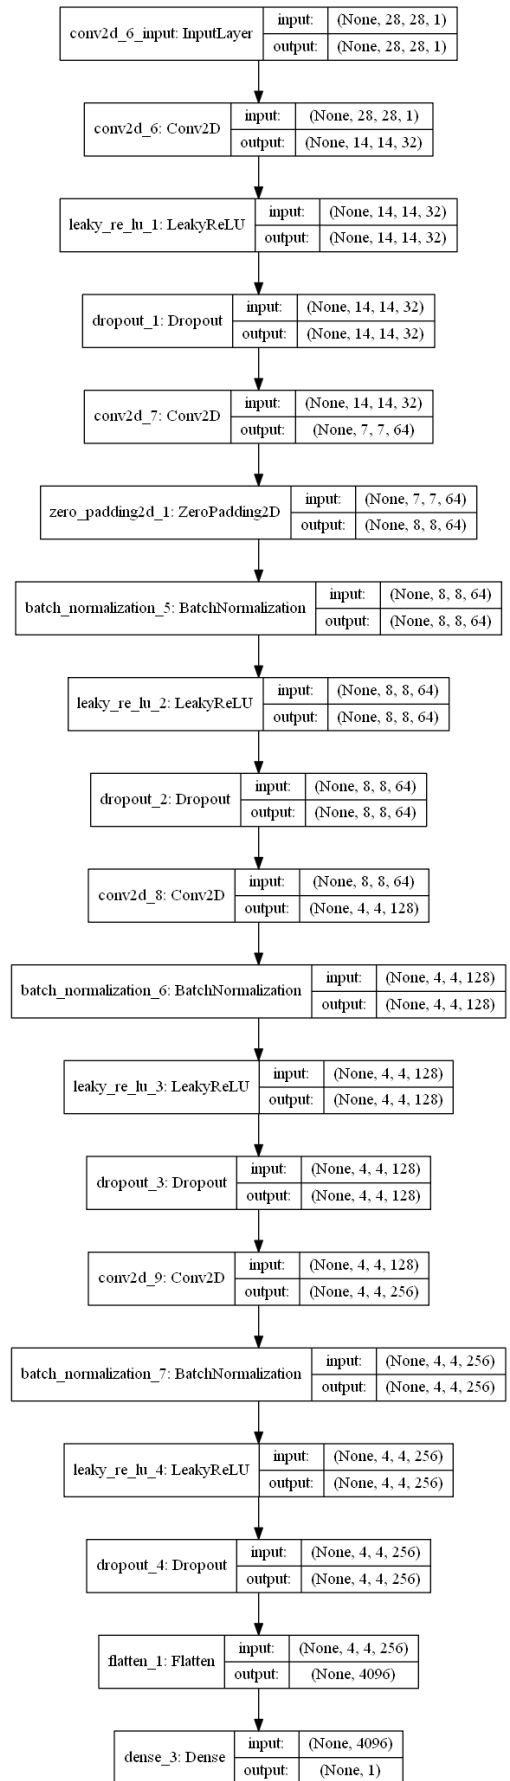 conv2d_6_input: InputLayer
input: (None, 28, 28, 1)
output: (None, 28, 28, 1)
conv2d_6: Conv2D
input: (None, 28, 28, 1)
output: (None, 14, 14, 32)
leaky_re_lu_1: LeakyReLU
input: (None, 14, 14, 32)
output: (None, 14, 14, 32)
dropout_1: Dropout
input: (None, 14, 14, 32)
output: (None, 14, 14, 32)
conv2d_7: Conv2D
input: (None, 14, 14, 32)
output: (None, 7, 7, 64)
zero_padding2d_1: ZeroPadding2D
input: (None, 7, 7, 64)
output: (None, 8, 8, 64)
batch_normalization_5: BatchNormalization
input: (None, 8, 8, 64)
output: (None, 8, 8, 64)
leaky_re_lu_2: LeakyReLU
input: (None, 8, 8, 64)
output: (None, 8, 8, 64)
dropout_2: Dropout
input: (None, 8, 8, 64)
output: (None, 8, 8, 64)
conv2d_8: Conv2D
input: (None, 8, 8, 64)
output: (None, 4, 4, 128)
batch_normalization_6: BatchNormalization
input: (None, 4, 4, 128)
output: (None, 4, 4, 128)
leaky_re_lu_3: LeakyReLU
input: (None, 4, 4, 128)
output: (None, 4, 4, 128)
dropout_3: Dropout
input: (None, 4, 4, 128)
output: (None, 4, 4, 128)
conv2d_9: Conv2D
input: (None, 4, 4, 128)
output: (None, 4, 4, 256)
batch_normalization_7: BatchNormalization
input: (None, 4, 4, 256)
output: (None, 4, 4, 256)
leaky_re_lu_4: LeakyReLU
input: (None, 4, 4, 256)
output: (None, 4, 4, 256)
dropout_4: Dropout
input: (None, 4, 4, 256)
output: (None, 4, 4, 256)
flatten_1: Flatten
input: (None, 4, 4, 256)
output: (None, 4096)
dense_3: Dense
input: (None, 4096)
output: (None, 1)